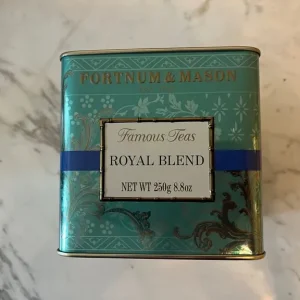 FORTNUM & MASON
Famous Teas
ROYAL BLEND
NET WT 250g 8.8oz